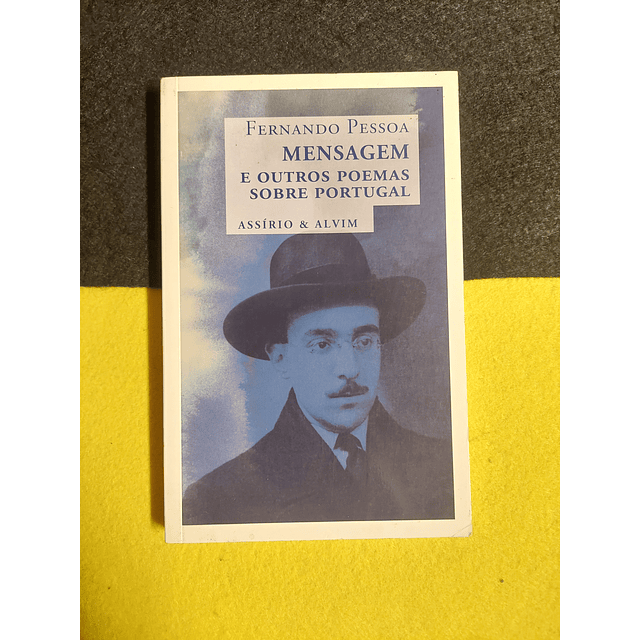 FERNANDO PESSOA
MENSAGEM
E OUTROS POEMAS
SOBRE PORTUGAL
ASSÍRIO & ALVIM